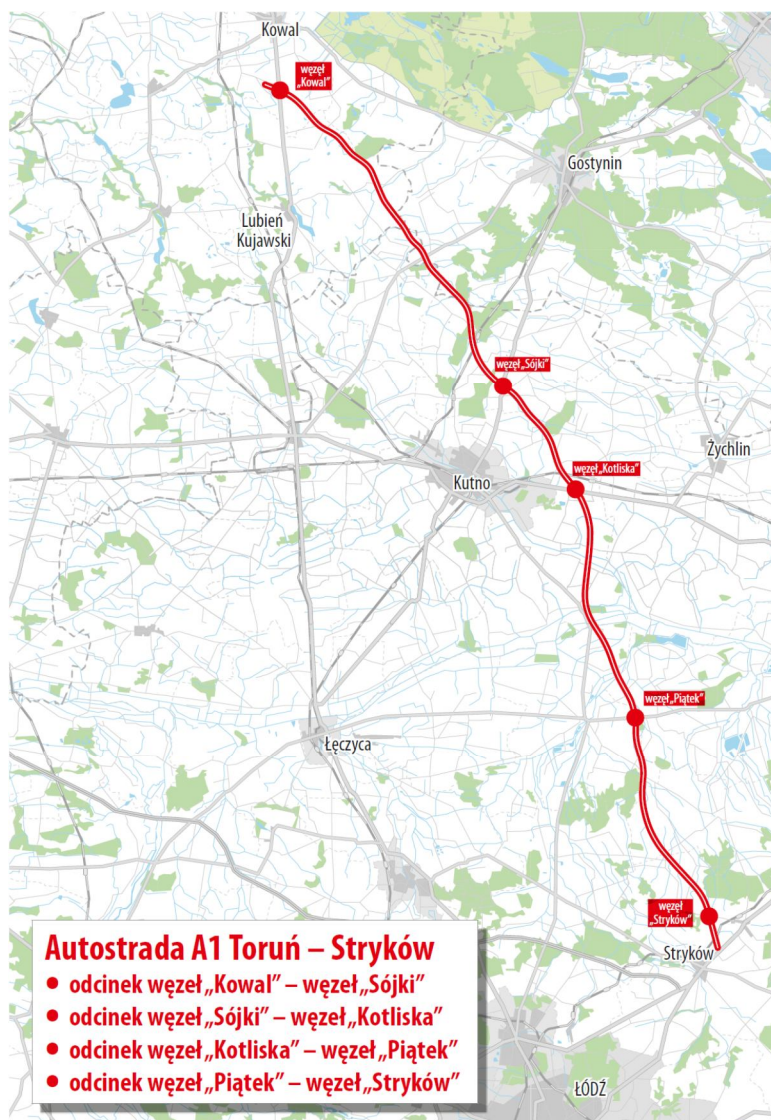 Kowal
węzeł
„Kowal”
Gostynin
Lubień
Kujawski
węzeł „Sójki”
Żychlin
węzeł „Kotliska”
Kutno
węzeł „Piątek”
Łęczyca
węzeł
„Stryków”
Stryków
Autostrada A1 Toruń – Stryków
• odcinek węzeł „Kowal” – węzeł „Sójki”
• odcinek węzeł „Sójki” – węzeł „Kotliska”
• odcinek węzeł „Kotliska” – węzeł „Piątek”
• odcinek węzeł „Piątek” – węzeł „Stryków”
ŁÓDŹ